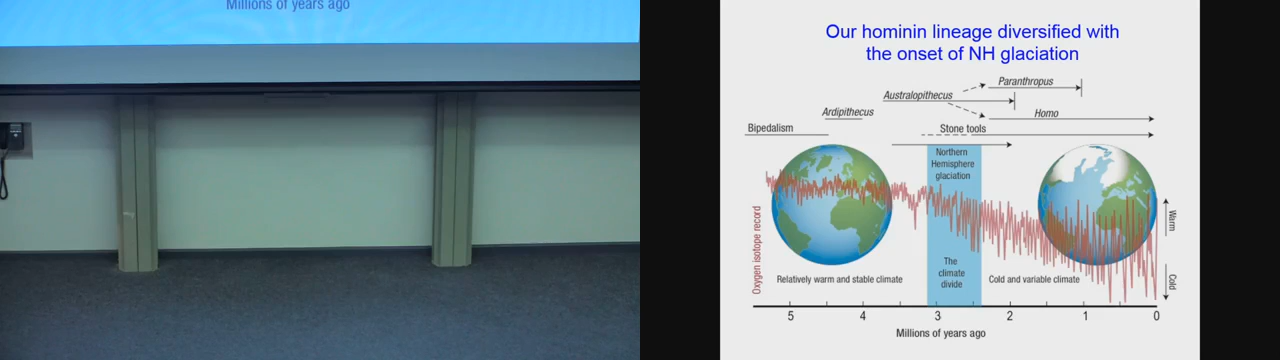 Millions of years ago
Our hominin lineage diversified with
the onset of NH glaciation
Paranthropus
Australopithecus
Ardipithecus
Homo
Bipedalism
Stone tools
Northern
Hemisphere
glaciation
Oxygen isotope record
Warm
The
climate
divide
Relatively warm and stable climate
Cold and variable climate
Cold
5 4 3 2 1 0
Millions of years ago